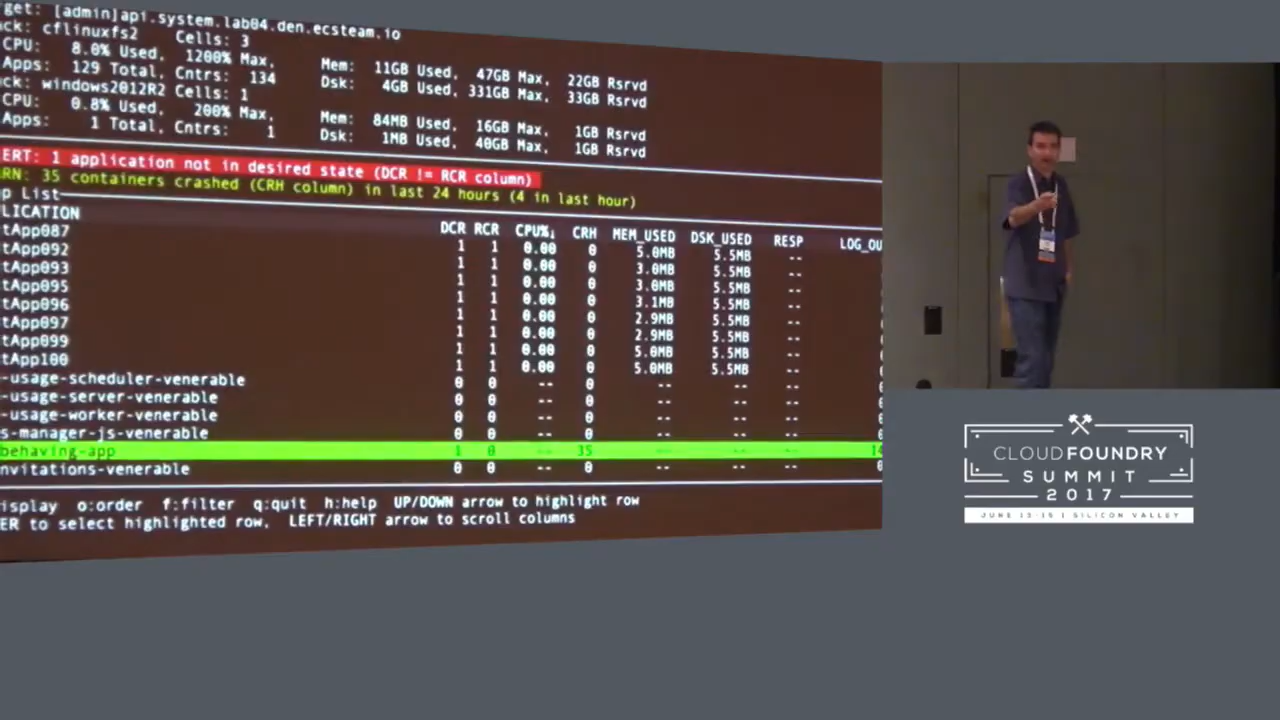 get: [admin]api.system.lab04.den.ecsteam.io
ck: cflinuxfs2 Cells: 3
CPU: 8.0% Used, 1200% Max, Mem: 11GB Used, 47GB Max, 22GB Rsrvd
Apps: 129 Total, Cntrs: 134 Dsk: 4GB Used, 331GB Max, 33GB Rsrvd
ck: windows2012R2 Cells: 1
CPU: 0.8% Used, 200% Max, Mem: 84MB Used, 16GB Max, 1GB Rsrvd
Apps: 1 Total, Cntrs: 1 Dsk: 1MB Used, 40GB Max, 1GB Rsrvd
ERT: 1 application not in desired state (DCR != RCR column)
RN: 35 containers crashed (CRH column) in last 24 hours (4 in last hour)
p List
LICATION DCR RCR CPU%↓ CRH MEM_USED DSK_USED RESP LOG_OU
tApp087 1 1 0.00 0 5.0MB 5.5MB --
tApp092 1 1 0.00 0 3.0MB 5.5MB --
tApp093 1 1 0.00 0 3.0MB 5.5MB --
tApp095 1 1 0.00 0 3.1MB 5.5MB --
tApp096 1 1 0.00 0 2.9MB 5.5MB --
tApp097 1 1 0.00 0 2.9MB 5.5MB --
tApp099 1 1 0.00 0 5.0MB 5.5MB --
tApp100 1 1 0.00 0 5.0MB 5.5MB --
-usage-scheduler-venerable 0 0 -- 0 -- -- -- 0
-usage-server-venerable 0 0 -- 0 -- -- -- 0
-usage-worker-venerable 0 0 -- 0 -- -- -- 0
s-manager-js-venerable 0 0 -- 0 -- -- -- 0
behaving-app 1 0 -- 35 -- -- -- 14
nvitations-venerable 0 0 -- 0 -- -- -- 0
isplay o:order f:filter q:quit h:help UP/DOWN arrow to highlight row
ER to select highlighted row, LEFT/RIGHT arrow to scroll columns
CLOUDFOUNDRY
SUMMIT
2017
JUNE 13-15 | SILICON VALLEY